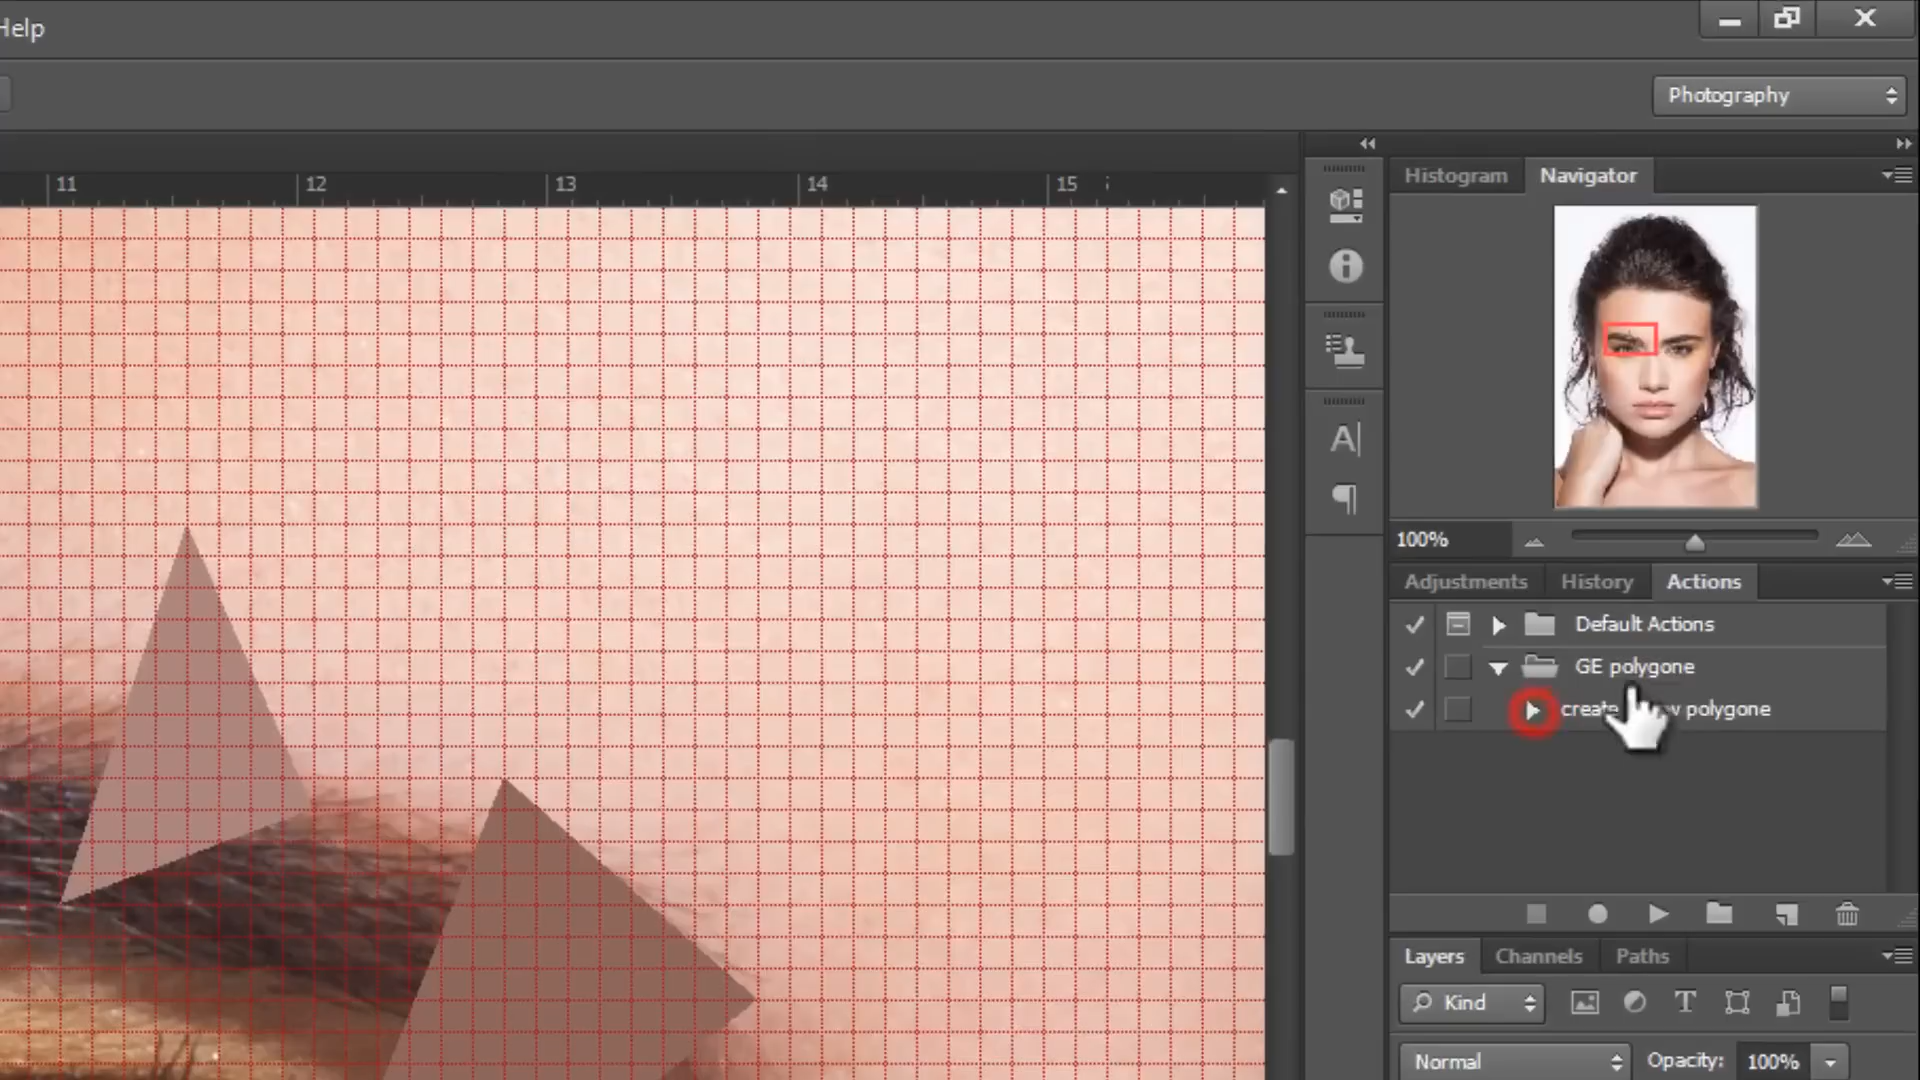 Help
Photography
11 12 13 14 15
Histogram Navigator
100%
Adjustments History Actions
Default Actions
GE polygone
create w polygone
Layers Channels Paths
Kind
Normal Opacity: 100%